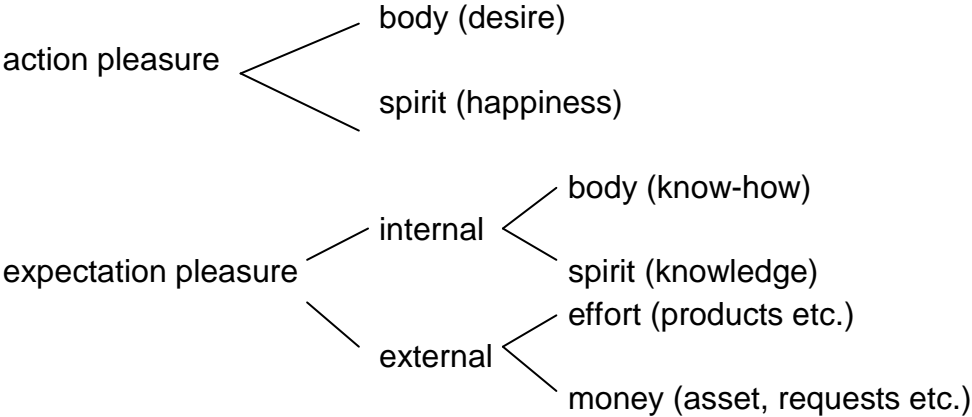 action pleasure
body (desire)
spirit (happiness)
expectation pleasure
internal
body (know-how)
spirit (knowledge)
external
effort (products etc.)
money (asset, requests etc.)